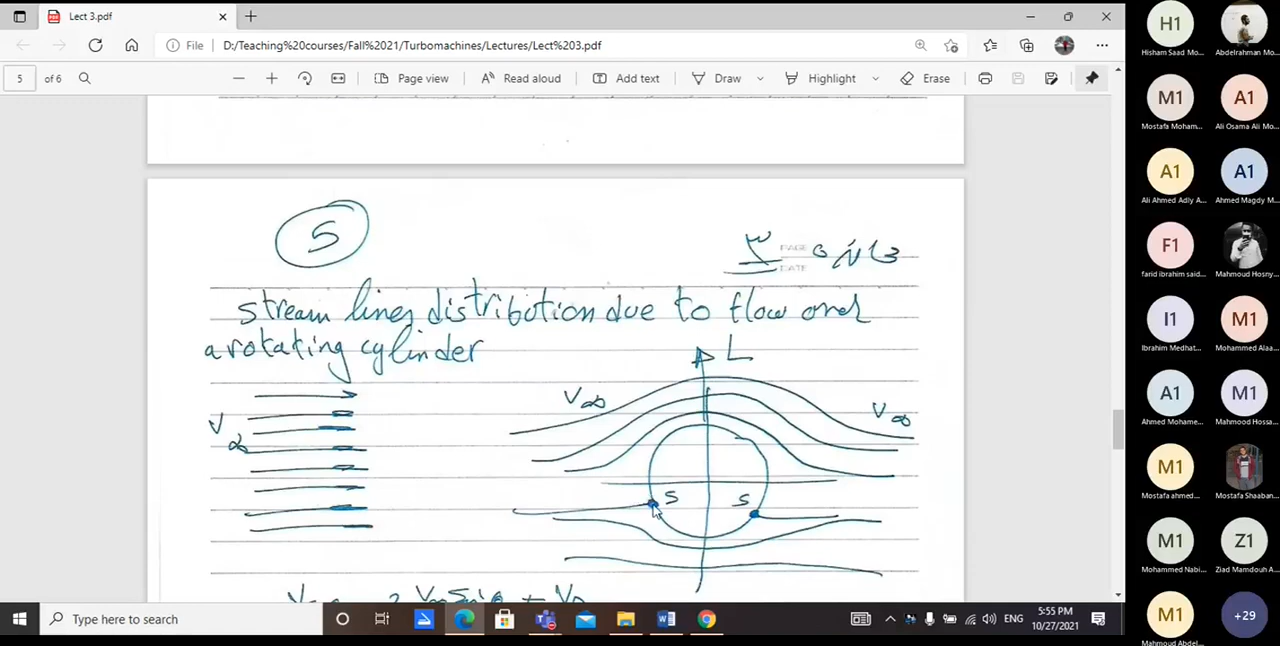 Lect 3.pdf
File
D:/Teaching%20courses/Fall%2021/Turbomachines/Lectures/Lect%203.pdf
5 of 6
Page view
Read aloud
Add text
Draw
Highlight
Erase
5
PAGE
DATE
stream lines distribution due to flow over
a rotating cylinder
L
V∞
V∞
V∞
S
S
Type here to search
ENG
5:55 PM
10/27/2021
H1
Hisham Saad Mo...
Abdelrahman Mo...
M1
Mostafa Moham...
A1
Ali Osama Ali Mo...
A1
Ali Ahmed Adly A...
A1
Ahmed Magdy M...
F1
farid ibrahim said...
Mahmoud Hosny...
I1
Ibrahim Medhat...
M1
Mohammed Alaa...
A1
Ahmed Mohame...
M1
Mahmood Hossa...
M1
Mostafa ahmed...
Mostafa Shaaban...
M1
Mohammed Nabi...
Z1
Ziad Mamdouh A...
M1
Mahmoud Abdel...
+29